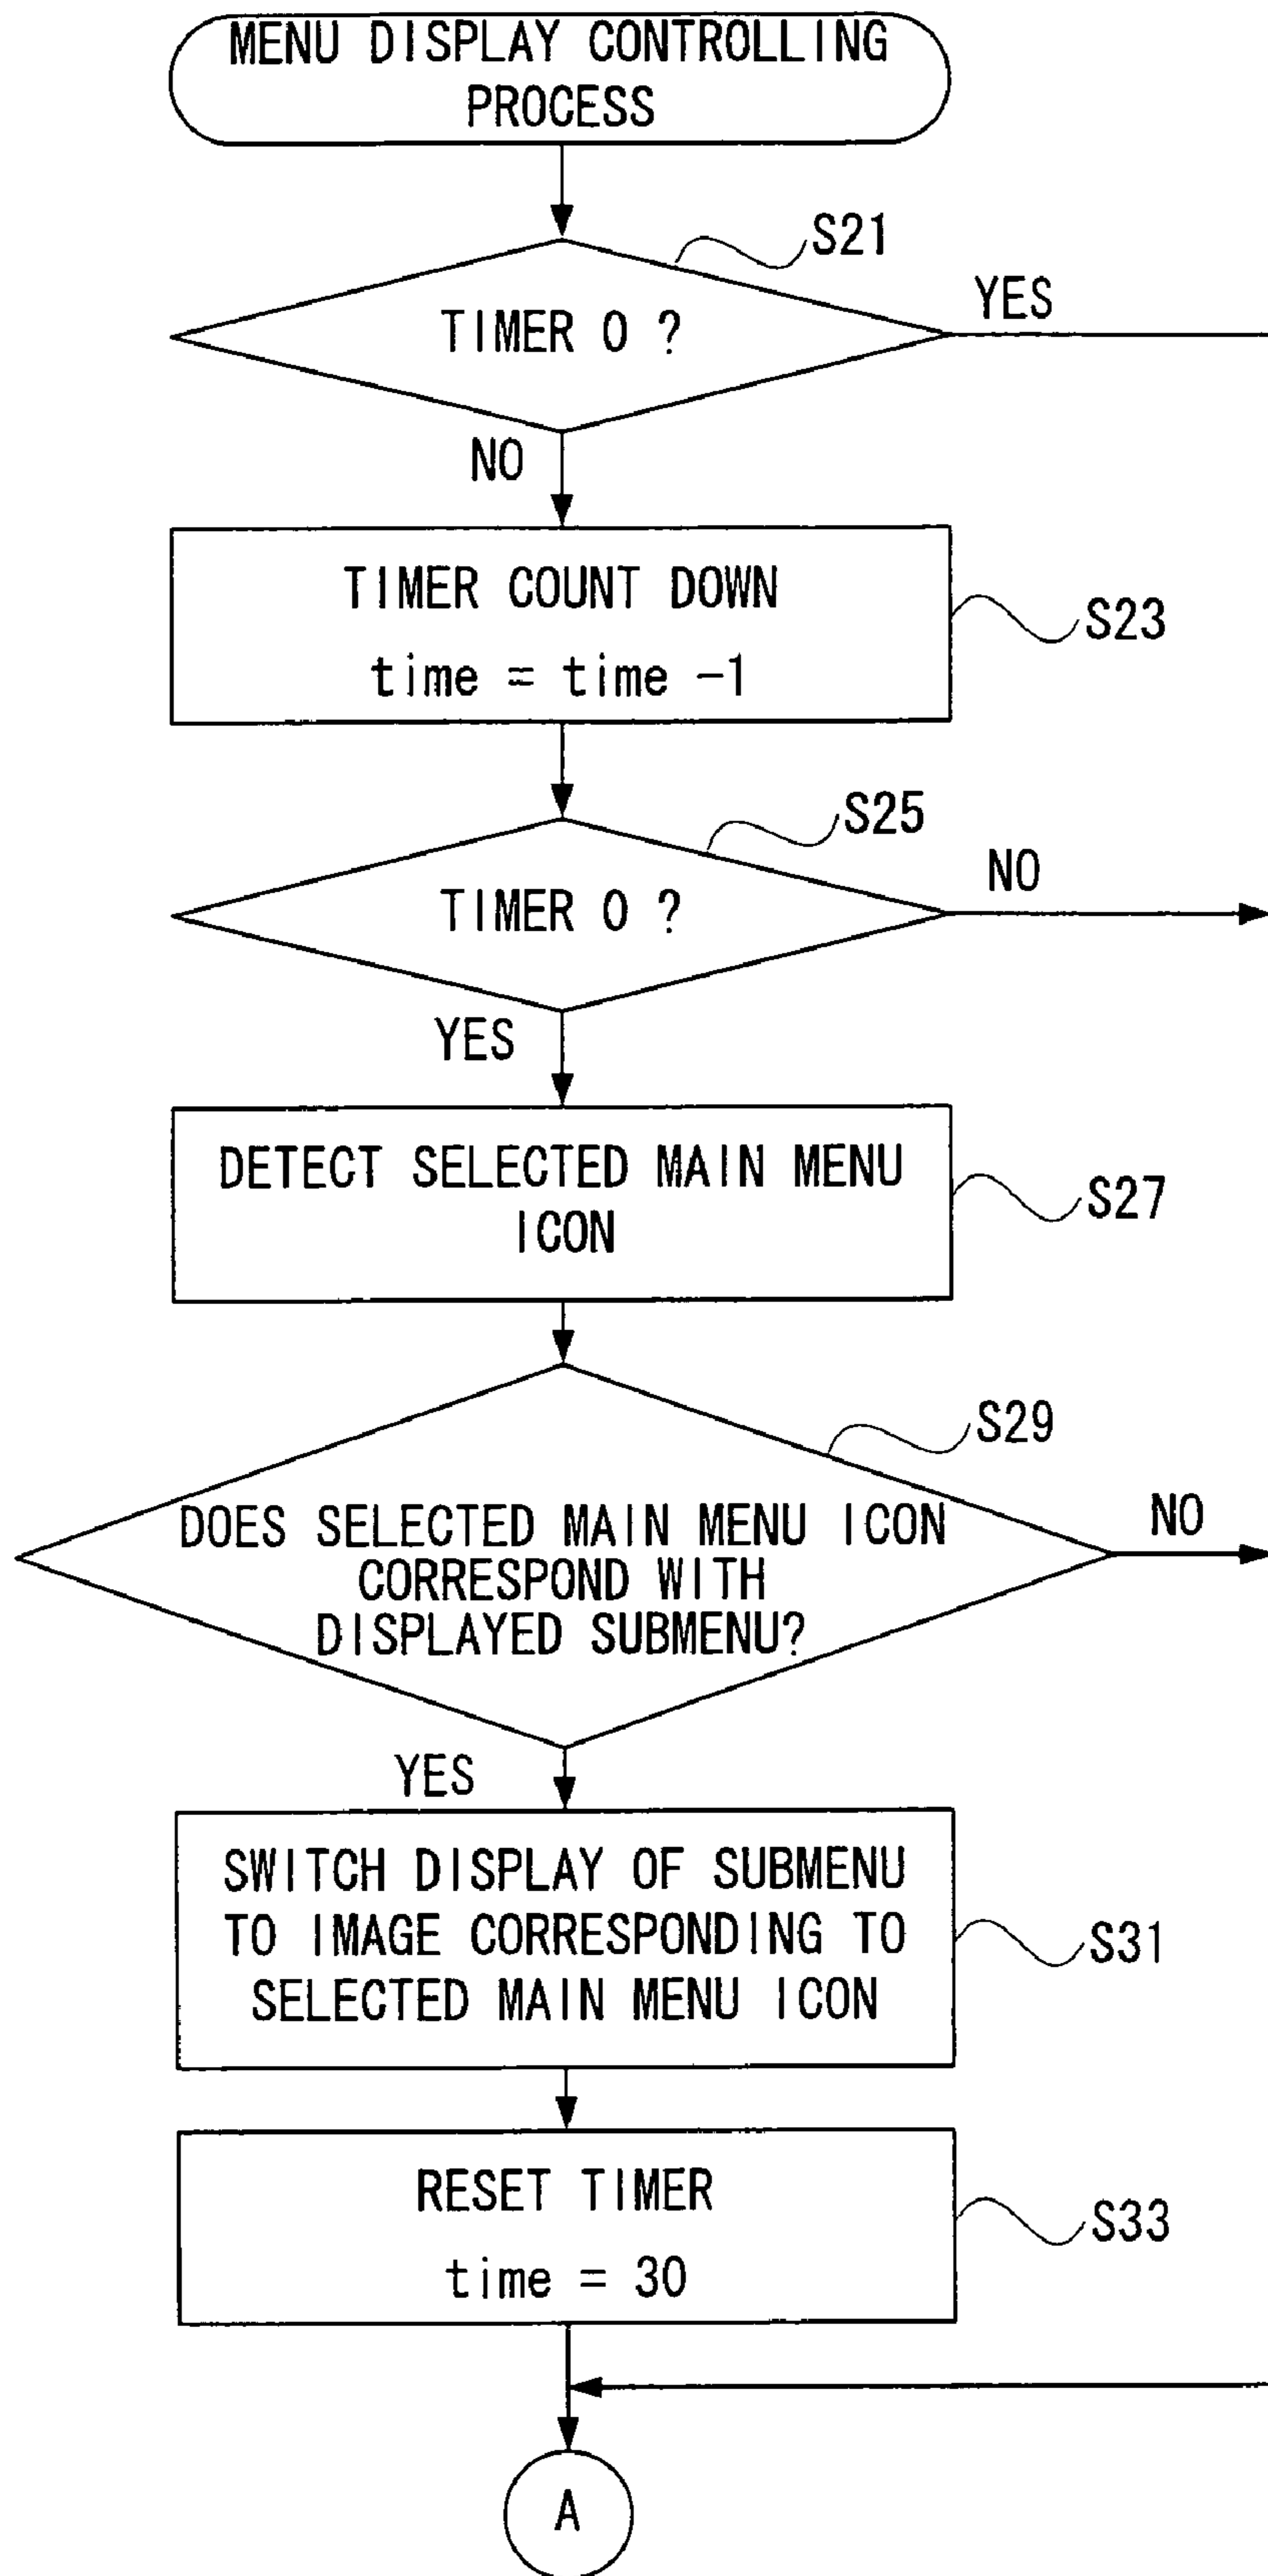 MENU DISPLAY CONTROLLING
PROCESS
S21
TIMER 0 ?
YES
NO
TIMER COUNT DOWN
time = time -1
S23
S25
TIMER 0 ?
NO
YES
DETECT SELECTED MAIN MENU
ICON
S27
S29
DOES SELECTED MAIN MENU ICON
CORRESPOND WITH
DISPLAYED SUBMENU?
NO
YES
SWITCH DISPLAY OF SUBMENU
TO IMAGE CORRESPONDING TO
SELECTED MAIN MENU ICON
S31
RESET TIMER
time = 30
S33
A